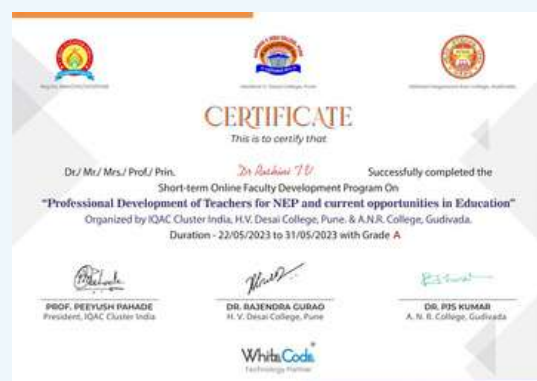 CERTIFICATE
This is to certify that
Dr./ Mr./ Mrs./ Prof./ Prin. Dr Successfully completed the
Short-term Online Faculty Development Program On
"Professional Development of Teachers for NEP and current opportunities in Education"
Organized by IQAC Cluster India, H.V. Desai College, Pune. & A.N.R. College, Gudivada.
Duration - 22/05/2023 to 31/05/2023 with Grade A
PROF. PEEYUSH PAHADE
President, IQAC Cluster India
DR. RAJENDRA GURAO
H. V. Desai College, Pune
DR. PJS KUMAR
A. N. R. College, Gudivada
WhiteCode
Technology Partner